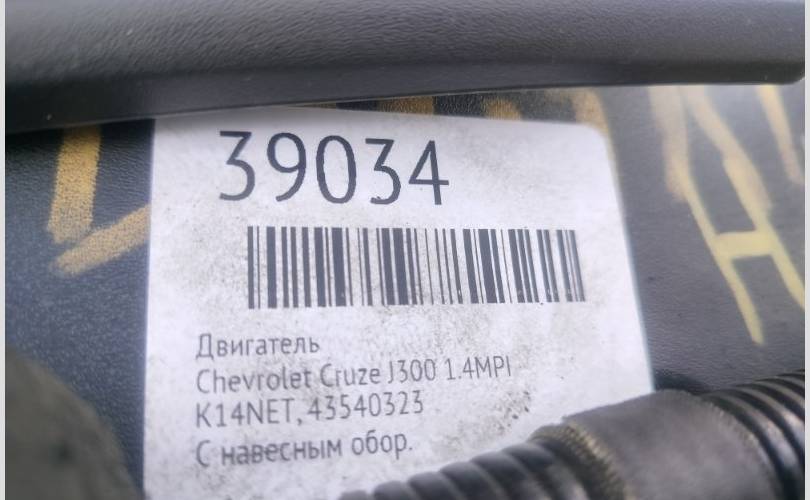 39034
Двигатель
Chevrolet Cruze J300 1.4MPI
K14NET, 43540323
С навесным обор.